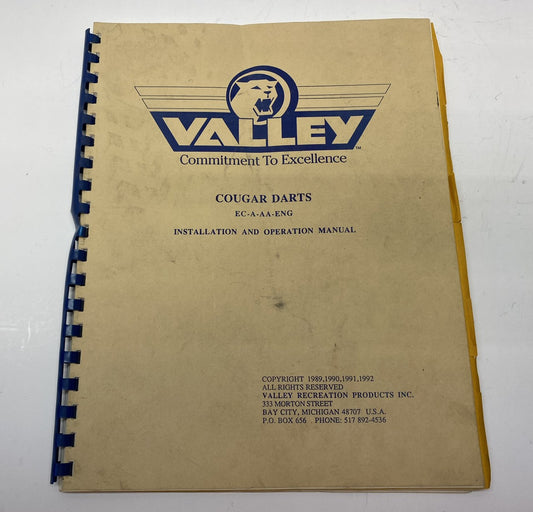 VALLEY™
Commitment To Excellence
COUGAR DARTS
EC-A-AA-ENG
INSTALLATION AND OPERATION MANUAL
COPYRIGHT 1989,1990,1991,1992
ALL RIGHTS RESERVED
VALLEY RECREATION PRODUCTS INC.
333 MORTON STREET
BAY CITY, MICHIGAN 48707 U.S.A.
P.O. BOX 656 PHONE: 517 892-4536